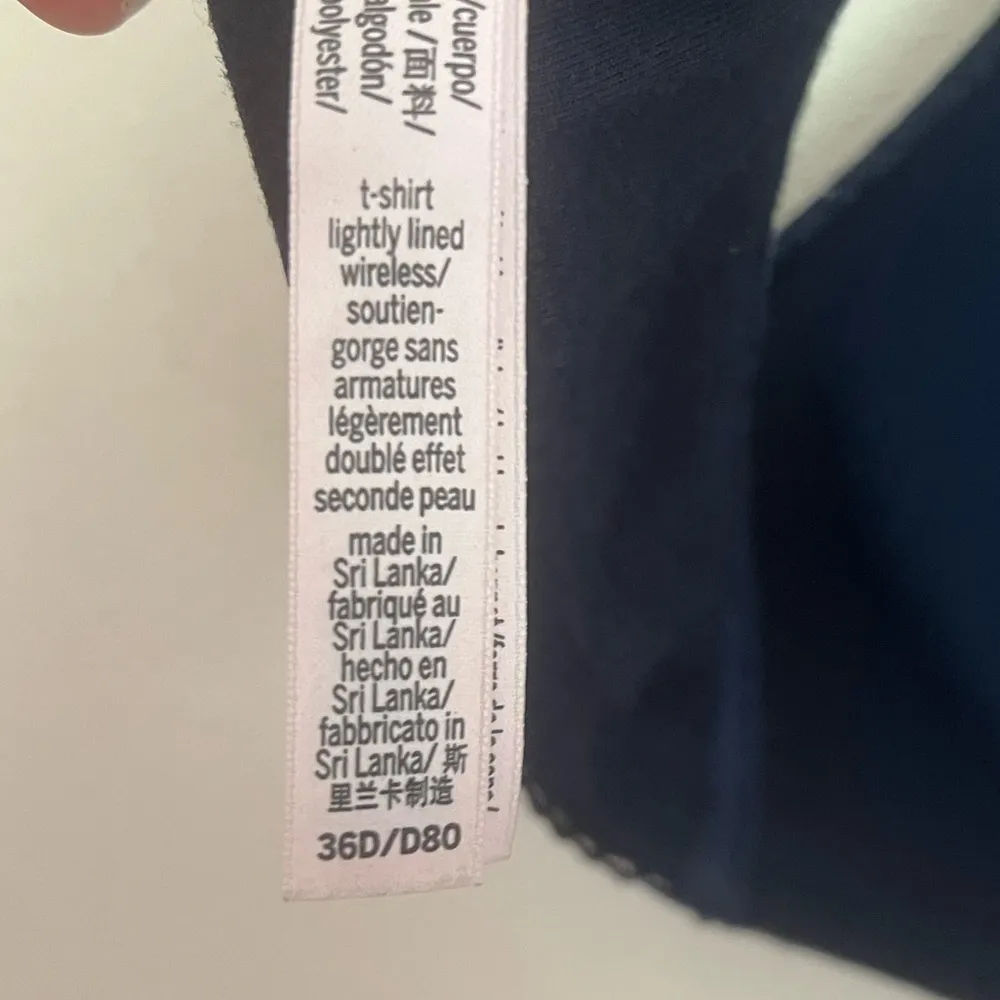 /cuerpo/
le / 面料/
algodón/
polyester/
t-shirt
lightly lined
wireless/
soutien-
gorge sans
armatures
légèrement
doublé effet
seconde peau
made in
Sri Lanka/
fabriqué au
Sri Lanka/
hecho en
Sri Lanka/
fabbricato in
Sri Lanka/ 斯
里兰卡制造
36D/D80